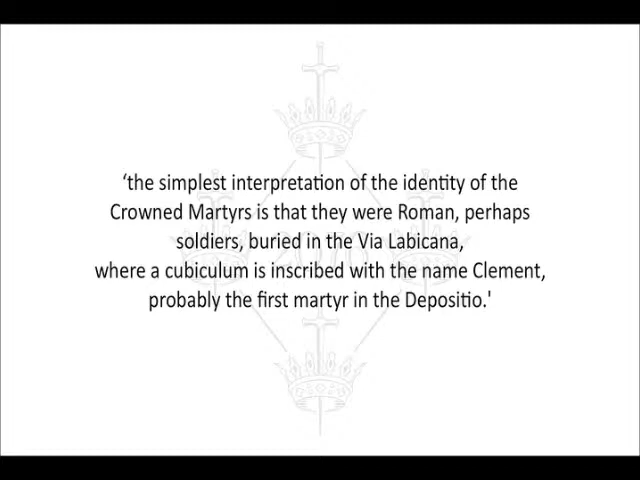 ‘the simplest interpretation of the identity of the
Crowned Martyrs is that they were Roman, perhaps
soldiers, buried in the Via Labicana,
where a cubiculum is inscribed with the name Clement,
probably the first martyr in the Depositio.'